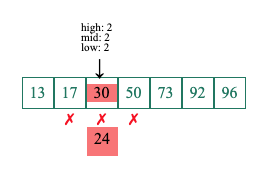 high: 2
mid: 2
low: 2
13 17 30 50 73 92 96
✗ ✗ ✗
24